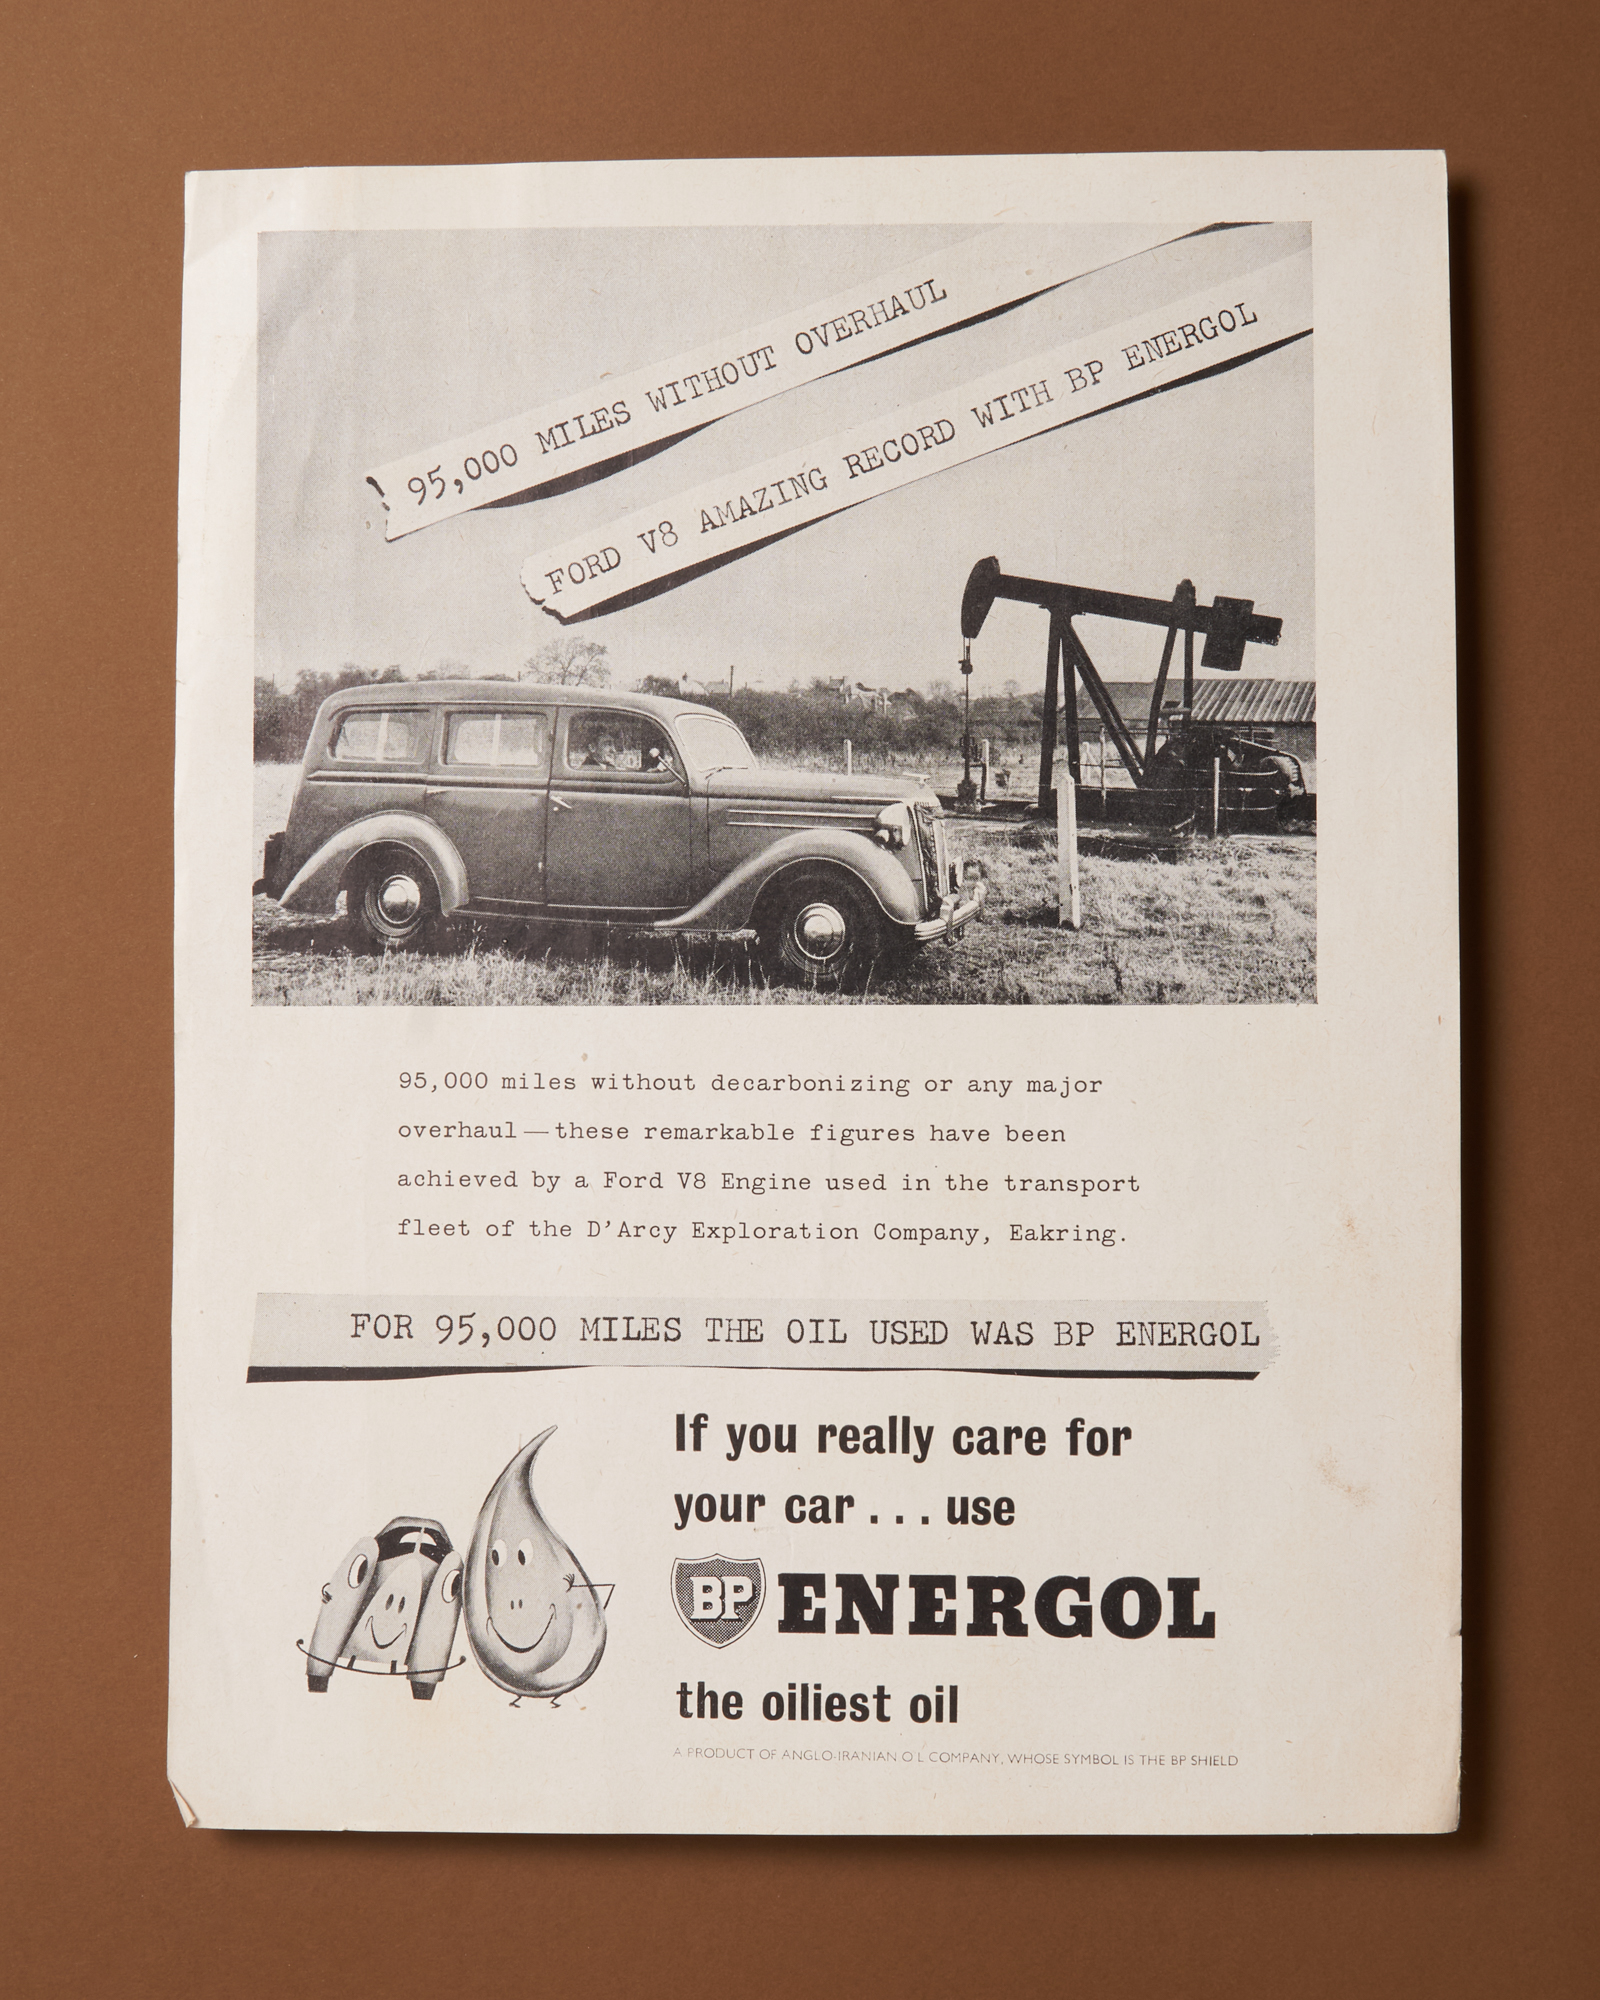 95,000 MILES WITHOUT OVERHAUL
FORD V8 AMAZING RECORD WITH BP ENERGOL
95,000 miles without decarbonizing or any major
overhaul — these remarkable figures have been
achieved by a Ford V8 Engine used in the transport
fleet of the D'Arcy Exploration Company, Eakring.
FOR 95,000 MILES THE OIL USED WAS BP ENERGOL
If you really care for
your car . . . use
BP ENERGOL
the oiliest oil
A PRODUCT OF ANGLO-IRANIAN O L COMPANY, WHOSE SYMBOL IS THE BP SHIELD